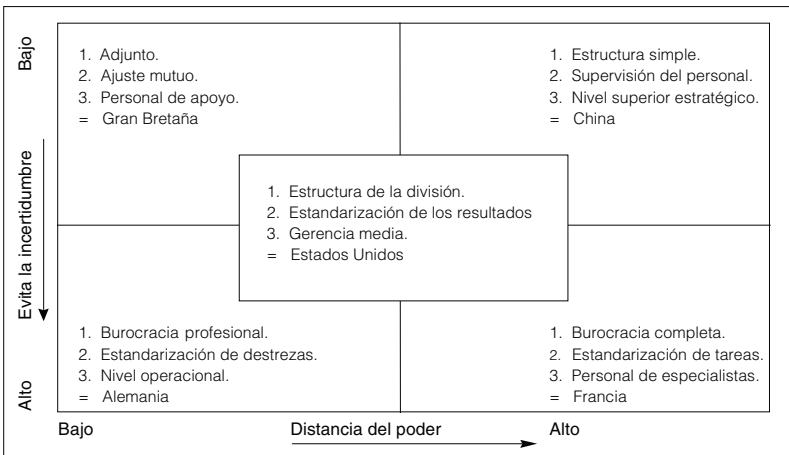 Bajo
1. Adjunto.
2. Ajuste mutuo.
3. Personal de apoyo.
= Gran Bretaña
1. Estructura simple.
2. Supervisión del personal.
3. Nivel superior estratégico.
= China
Evita la incertidumbre
1. Estructura de la división.
2. Estandarización de los resultados
3. Gerencia media.
= Estados Unidos
1. Burocracia profesional.
2. Estandarización de destrezas.
3. Nivel operacional.
= Alemania
1. Burocracia completa.
2. Estandarización de tareas.
3. Personal de especialistas.
= Francia
Alto
Bajo
Distancia del poder
Alto